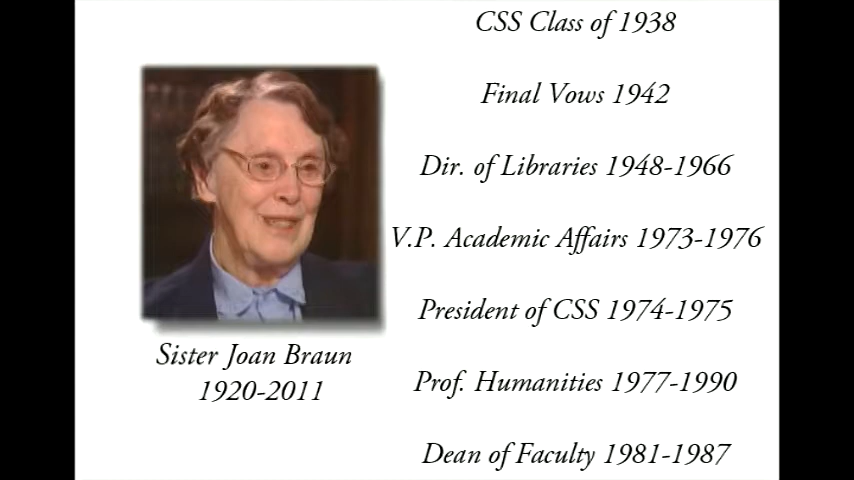 CSS Class of 1938
Final Vows 1942
Dir. of Libraries 1948-1966
V.P. Academic Affairs 1973-1976
President of CSS 1974-1975
Prof. Humanities 1977-1990
Dean of Faculty 1981-1987
Sister Joan Braun
1920-2011